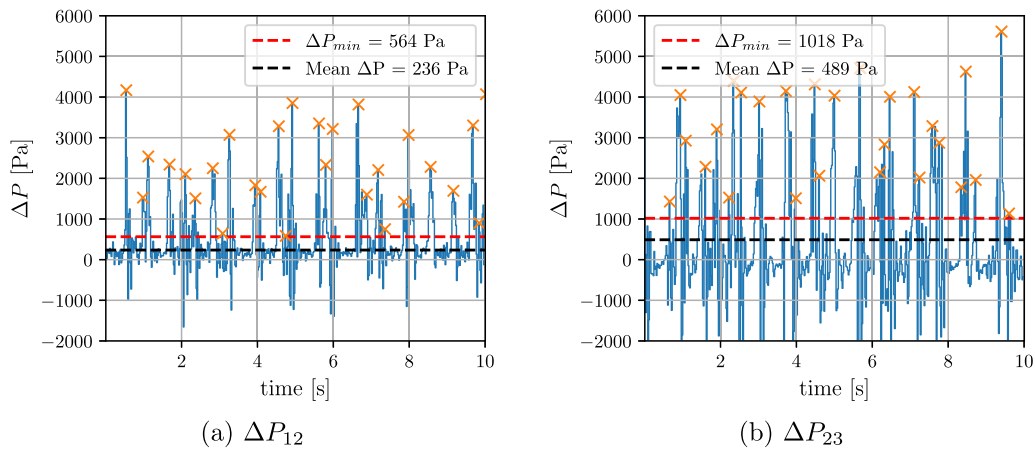 6000
5000
4000
3000
2000
1000
0
−1000
−2000
ΔP [Pa]
ΔP_min = 564 Pa
Mean ΔP = 236 Pa
2 4 6 8 10
time [s]
(a) ΔP_12
6000
5000
4000
3000
2000
1000
0
−1000
−2000
ΔP [Pa]
ΔP_min = 1018 Pa
Mean ΔP = 489 Pa
0 2 4 6 8 10
time [s]
(b) ΔP_23